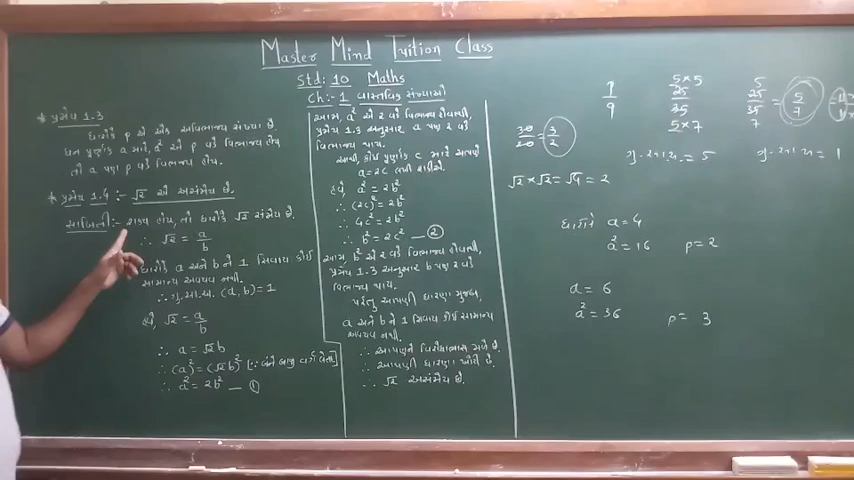 Master Mind Tuition Class
Std: 10 Maths
Ch:- 1 વાસ્તવિક સંખ્યાઓ
* પ્રમેય 1.3
ધારોકે p એ એક અવિભાજ્ય સંખ્યા છે.
ધન પૂર્ણાંક a માટે, a² એ p વડે વિભાજ્ય હોય
તો a પણ p વડે વિભાજ્ય હોય.
* પ્રમેય 1.4 :- √2 એ અસંમેય છે.
સાબિતી :- શક્ય હોય, તો ધારોકે √2 સંમેય છે.
∴ √2 = a/b
ધારોકે a અને b ને 1 સિવાય કોઈ
સામાન્ય અવયવ નથી.
∴ ગુ.સા.અ. (a, b) = 1
હવે, √2 = a/b
∴ a = √2 b
∴ (a)² = (√2 b)² [∵ બંને બાજુ વર્ગ લેતા]
∴ a² = 2b² — ①
આમ, a² એ 2 વડે વિભાજ્ય હોવાથી,
પ્રમેય 1.3 અનુસાર a પણ 2 વડે
વિભાજ્ય થાય.
આથી, કોઈ પૂર્ણાંક c માટે આપણે
a = 2c લખી શકીએ.
હવે, a² = 2b²
∴ (2c)² = 2b²
∴ 4c² = 2b²
∴ b² = 2c² — ②
આમ, b² એ 2 વડે વિભાજ્ય હોવાથી,
પ્રમેય 1.3 અનુસાર b પણ 2 વડે
વિભાજ્ય થાય.
પરંતુ આપણી ધારણા મુજબ,
a અને b ને 1 સિવાય કોઈ સામાન્ય
અવયવ નથી.
∴ આપણને વિરોધાભાસ મળે છે.
∴ આપણી ધારણા ખોટી છે.
∴ √2 અસંમેય છે.
5×5
25
35
5×7
5
25
35
7
= 5/7
30/20 = 3/2
ગુ.સા.અ. = 5
√2 × √2 = √4 = 2
ધારોકે a = 4
a² = 16 p = 2
a = 6
a² = 36 p = 3